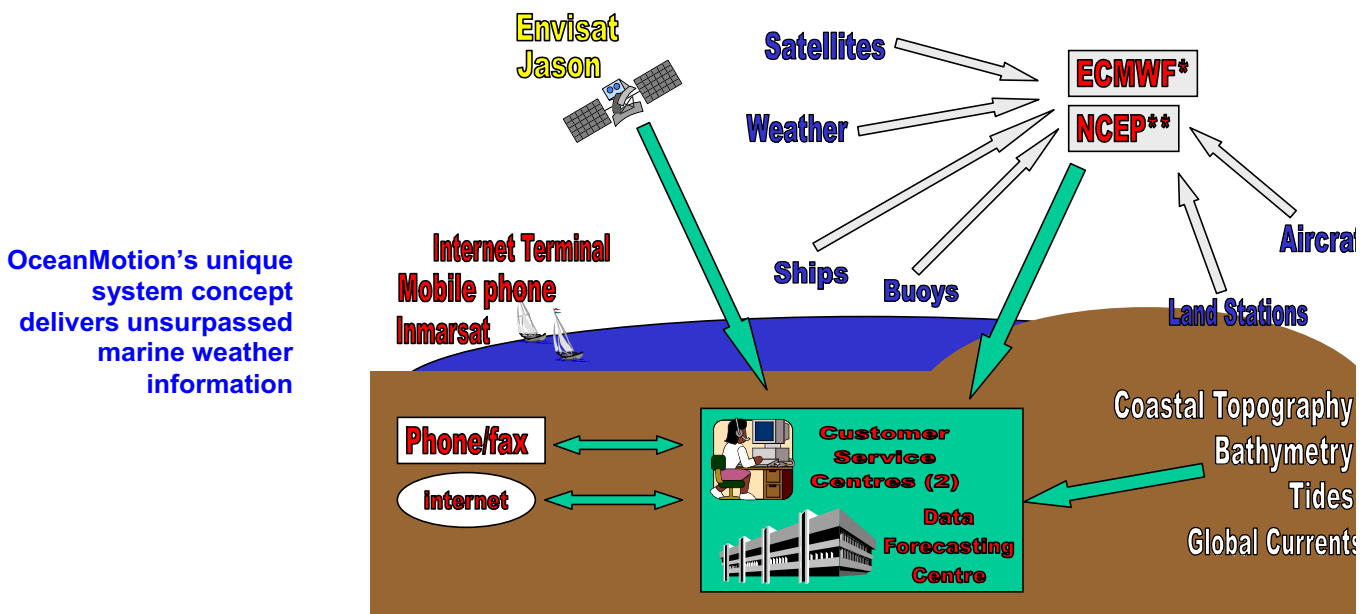 OceanMotion's unique
system concept
delivers unsurpassed
marine weather
information
Envisat
Jason
Satellites
Weather
Ships
Buoys
ECMWF*
NCEP**
Aircraf
Land Stations
Internet Terminal
Mobile phone
Inmarsat
Phone/fax
internet
Customer
Service
Centres (2)
Data
Forecasting
Centre
Coastal Topography
Bathymetry
Tides
Global Currents